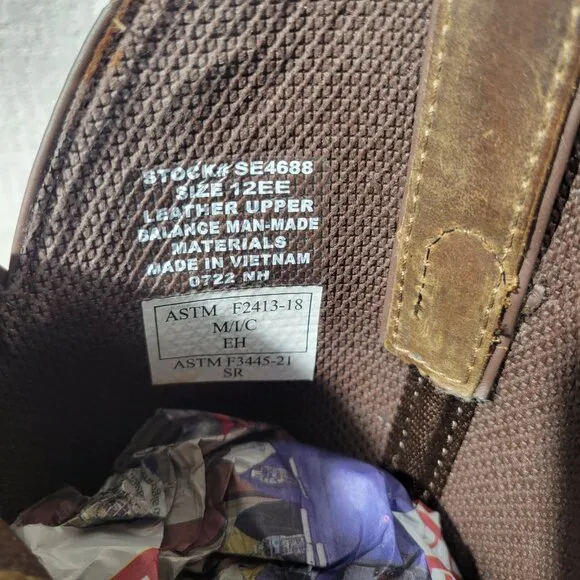 STOCK# SE4688
SIZE 12EE
LEATHER UPPER
BALANCE MAN-MADE
MATERIALS
MADE IN VIETNAM
0722 NH
ASTM F2413-18
M/I/C
EH
ASTM F3445-21
SR